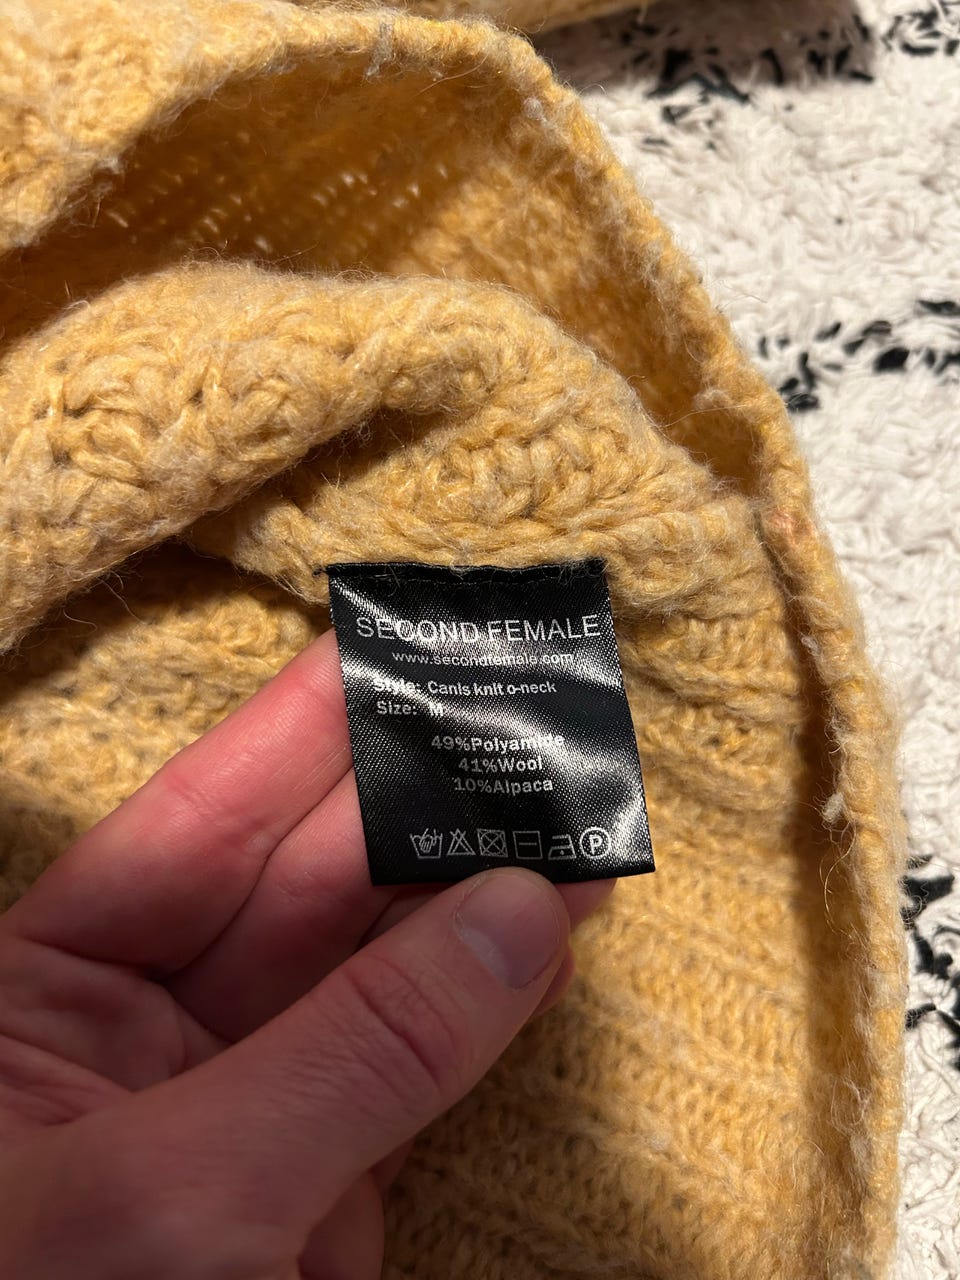 SECOND FEMALE
www.secondfemale.com
Style: Canis knit o-neck
Size: M
49%Polyamide
41%Wool
10%Alpaca
P